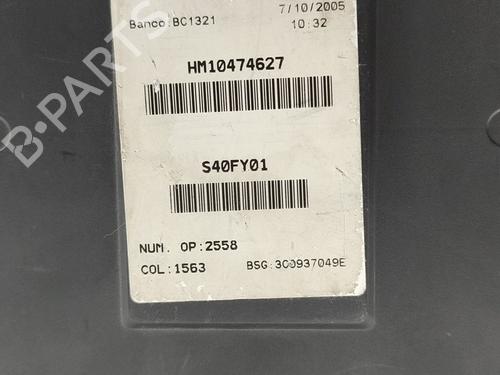 7/10/2005
Banco:BC1321
10:32
HM10474627
S40FY01
NUM. OP:2558
COL:1563
BSG:3C0937049E
B-PARTS